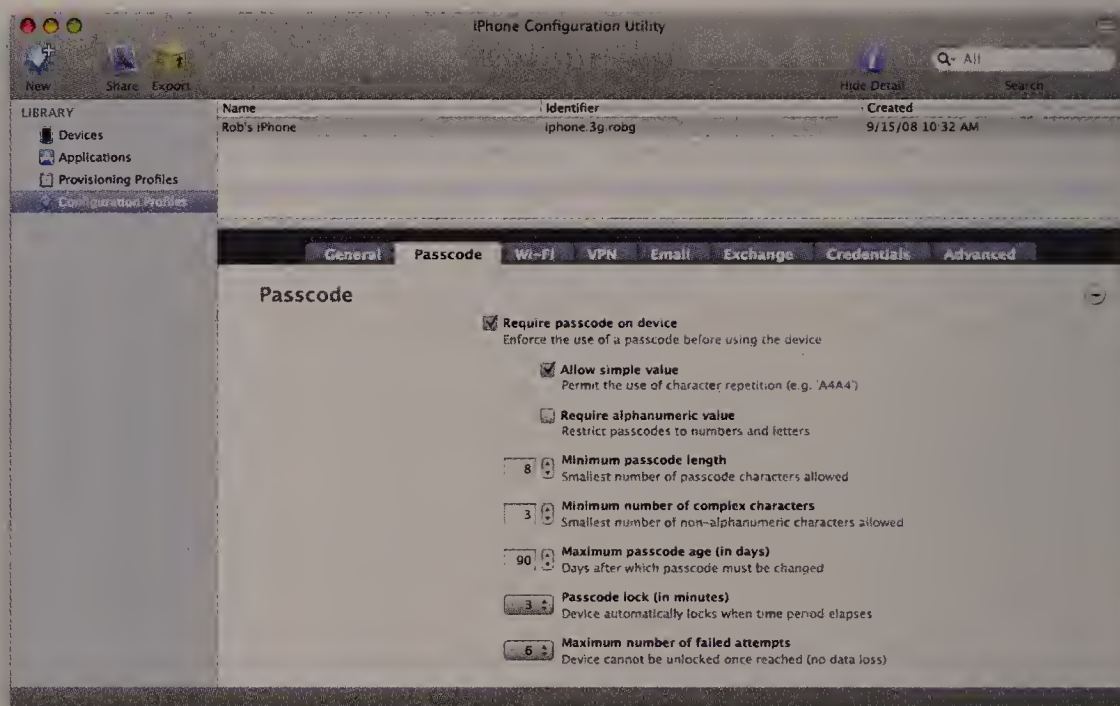 iPhone Configuration Utility
New
Share
Export
Hide Detail
All
Search
LIBRARY
Devices
Applications
Provisioning Profiles
Configuration Profiles
Name Identifier Created
Rob's iPhone iphone.3g.robg 9/15/08 10:32 AM
General Passcode Wi-Fi VPN Email Exchange Credentials Advanced
Passcode
Require passcode on device
Enforce the use of a passcode before using the device
Allow simple value
Permit the use of character repetition (e.g. 'A4A4')
Require alphanumeric value
Restrict passcodes to numbers and letters
8 Minimum passcode length
Smallest number of passcode characters allowed
3 Minimum number of complex characters
Smallest number of non-alphanumeric characters allowed
90 Maximum passcode age (in days)
Days after which passcode must be changed
3 Passcode lock (in minutes)
Device automatically locks when time period elapses
6 Maximum number of failed attempts
Device cannot be unlocked once reached (no data loss)